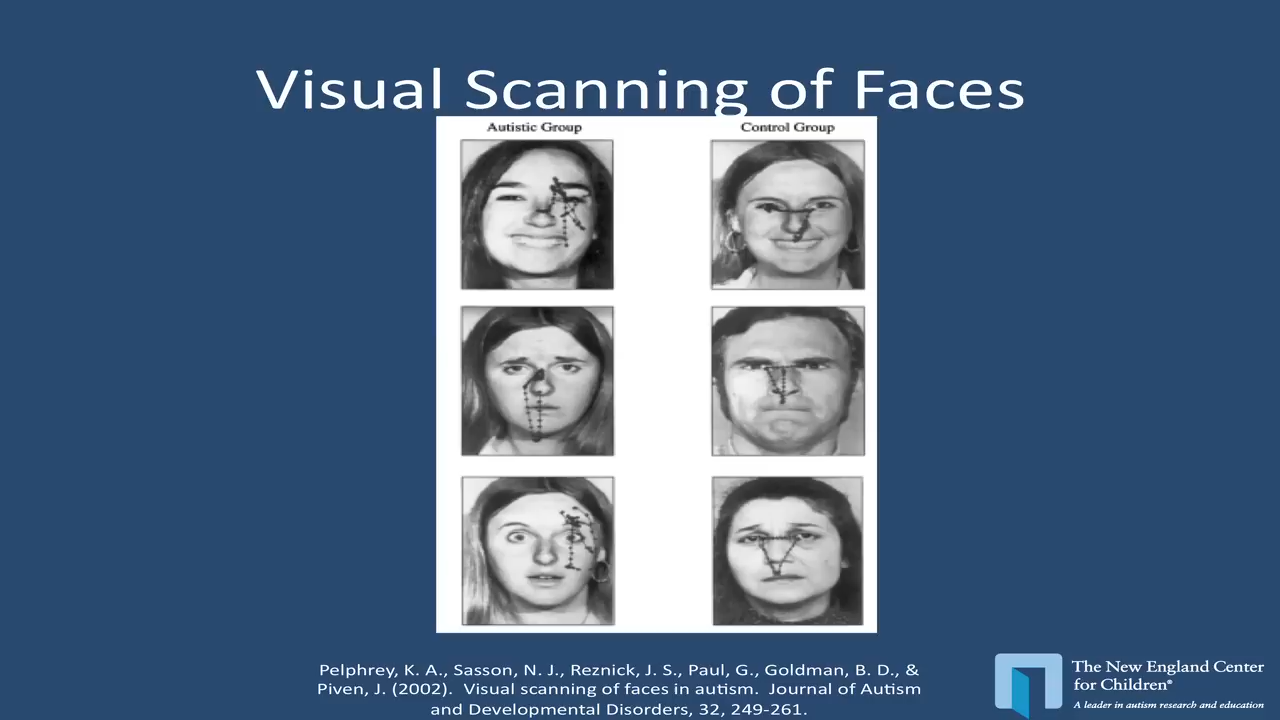 Visual Scanning of Faces
Autistic Group
Control Group
Pelphrey, K. A., Sasson, N. J., Reznick, J. S., Paul, G., Goldman, B. D., &
Piven, J. (2002). Visual scanning of faces in autism. Journal of Autism
and Developmental Disorders, 32, 249-261.
The New England Center
for Children®
A leader in autism research and education